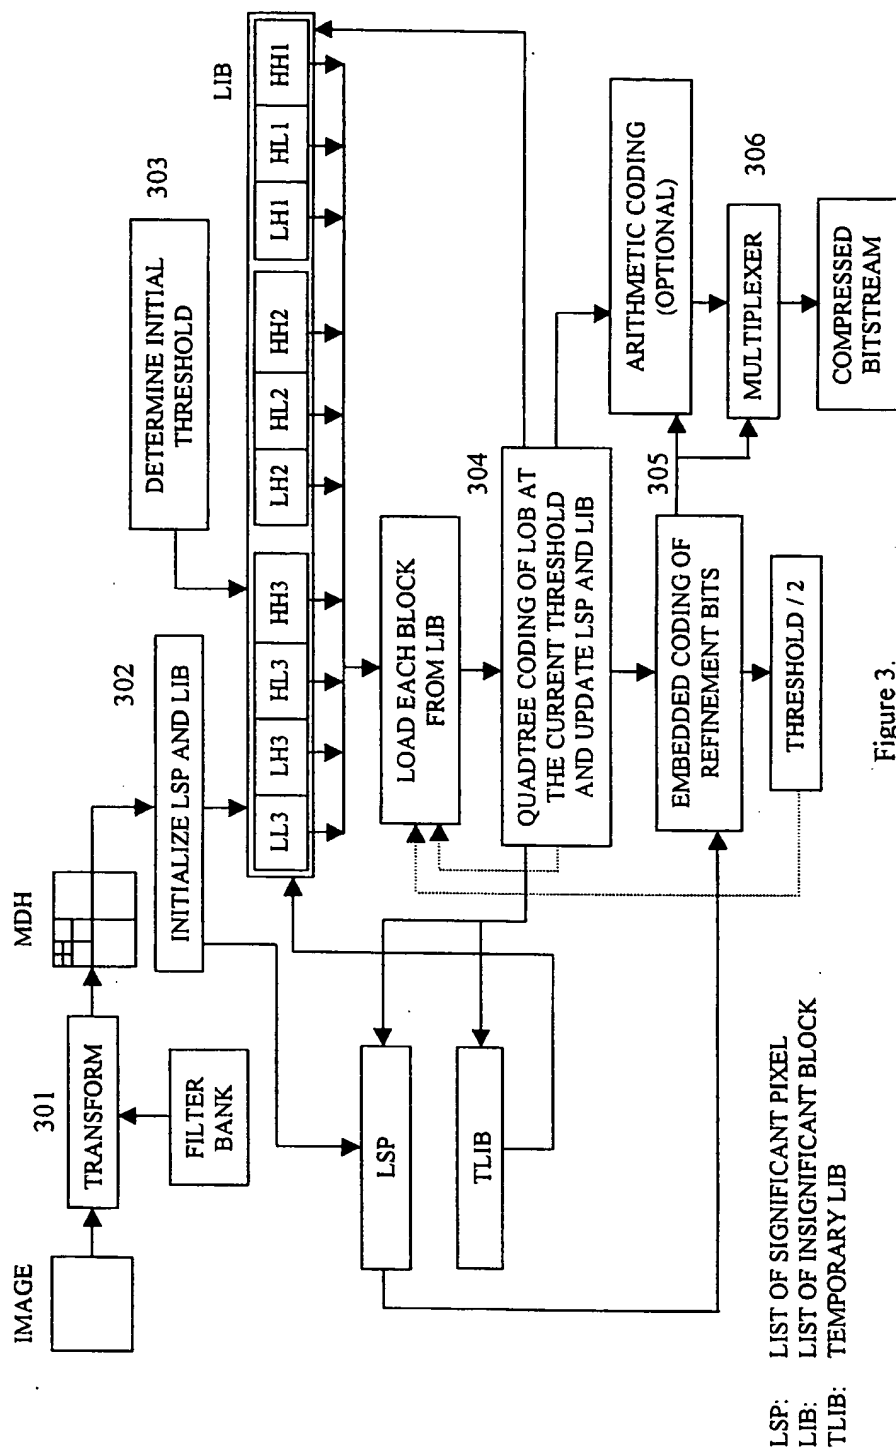 IMAGE
301
TRANSFORM
FILTER
BANK
MDH
302
INITIALIZE LSP AND LIB
303
DETERMINE INITIAL
THRESHOLD
LIB
LL3 LH3 HL3 HH3 LH2 HL2 HH2 LH1 HL1 HH1
LOAD EACH BLOCK
FROM LIB
LSP
TLIB
304
QUADTREE CODING OF LOB AT
THE CURRENT THRESHOLD
AND UPDATE LSP AND LIB
ARITHMETIC CODING
(OPTIONAL)
305
EMBEDDED CODING OF
REFINEMENT BITS
306
MULTIPLEXER
THRESHOLD / 2
COMPRESSED
BITSTREAM
LSP: LIST OF SIGNIFICANT PIXEL
LIB: LIST OF INSIGNIFICANT BLOCK
TLIB: TEMPORARY LIB
Figure 3.